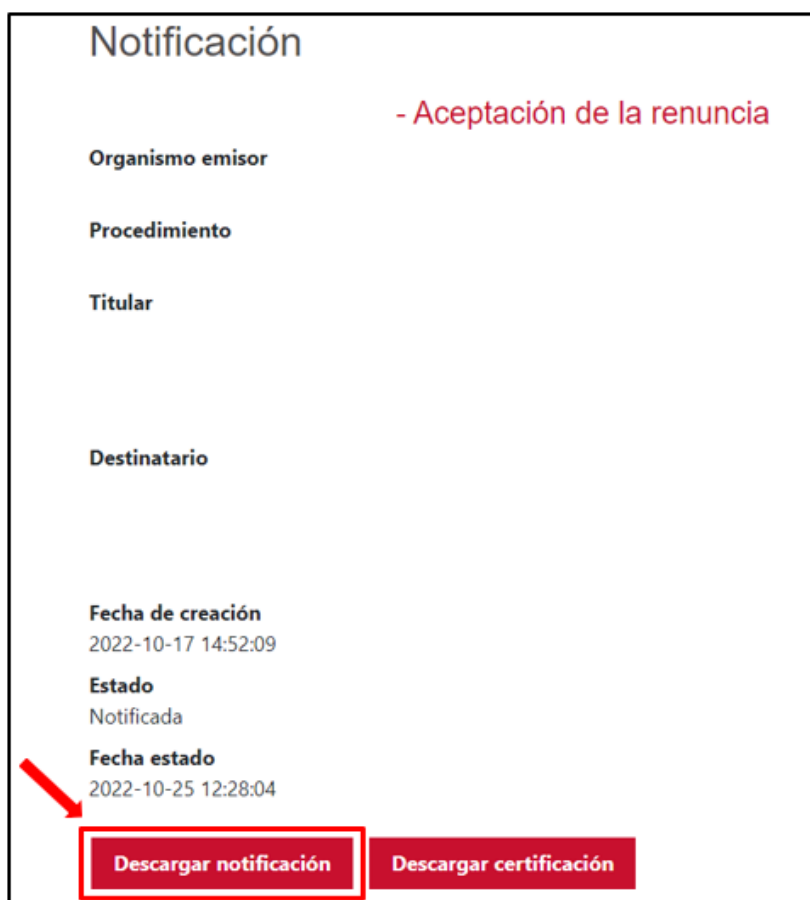 Notificación
- Aceptación de la renuncia
Organismo emisor
Procedimiento
Titular
Destinatario
Fecha de creación
2022-10-17 14:52:09
Estado
Notificada
Fecha estado
2022-10-25 12:28:04
Descargar notificación
Descargar certificación